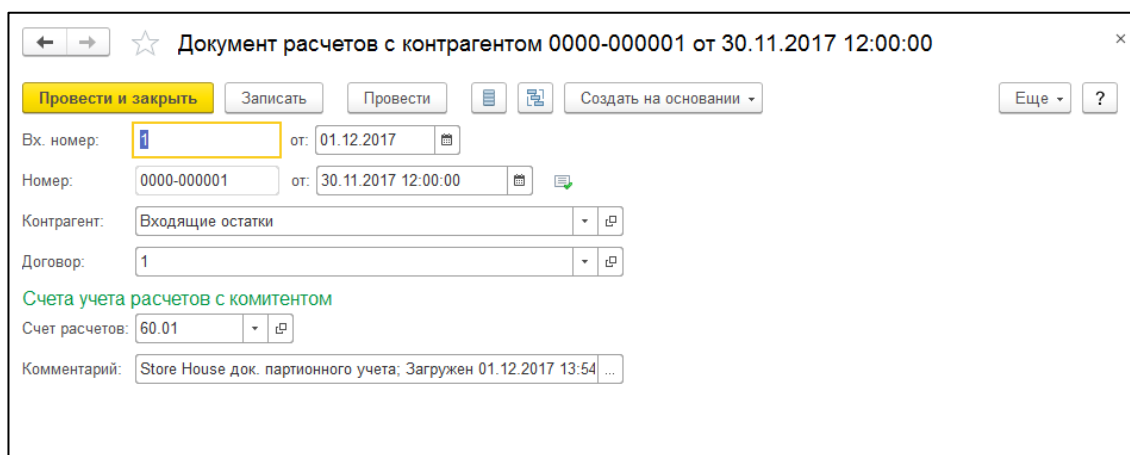 Документ расчетов с контрагентом 0000-000001 от 30.11.2017 12:00:00 ×
Провести и закрыть Записать Провести Создать на основании Еще ?
Вх. номер: 1 от: 01.12.2017
Номер: 0000-000001 от: 30.11.2017 12:00:00
Контрагент: Входящие остатки
Договор: 1
Счета учета расчетов с комитентом
Счет расчетов: 60.01
Комментарий: Store House док. партионного учета; Загружен 01.12.2017 13:54 ...